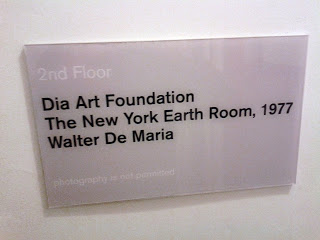 2nd Floor
Dia Art Foundation
The New York Earth Room, 1977
Walter De Maria
photography is not permitted